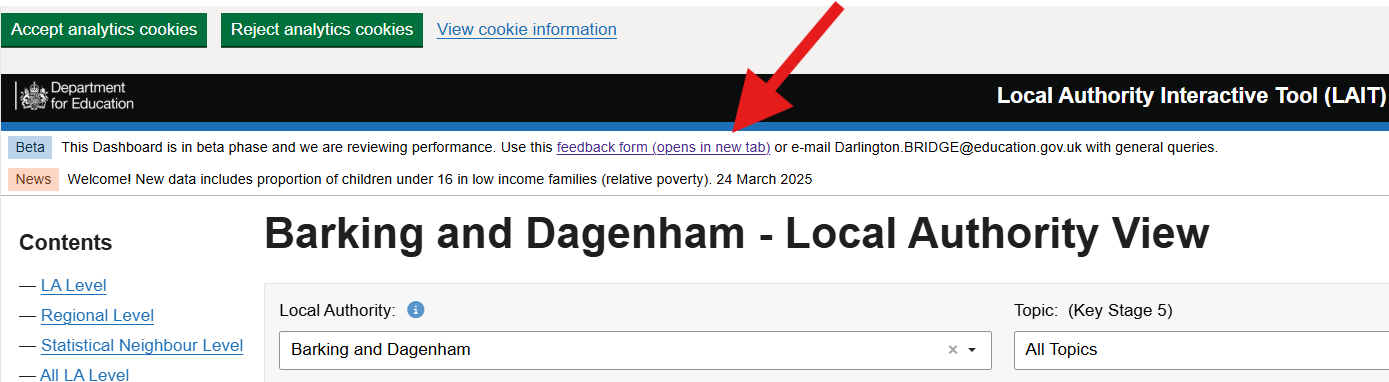 Accept analytics cookies Reject analytics cookies View cookie information
Department
for Education
Local Authority Interactive Tool (LAIT)
Beta This Dashboard is in beta phase and we are reviewing performance. Use this feedback form (opens in new tab) or e-mail Darlington.BRIDGE@education.gov.uk with general queries.
News Welcome! New data includes proportion of children under 16 in low income families (relative poverty). 24 March 2025
Contents
— LA Level
— Regional Level
— Statistical Neighbour Level
— All LA Level
Barking and Dagenham - Local Authority View
Local Authority:
Barking and Dagenham
Topic: (Key Stage 5)
All Topics